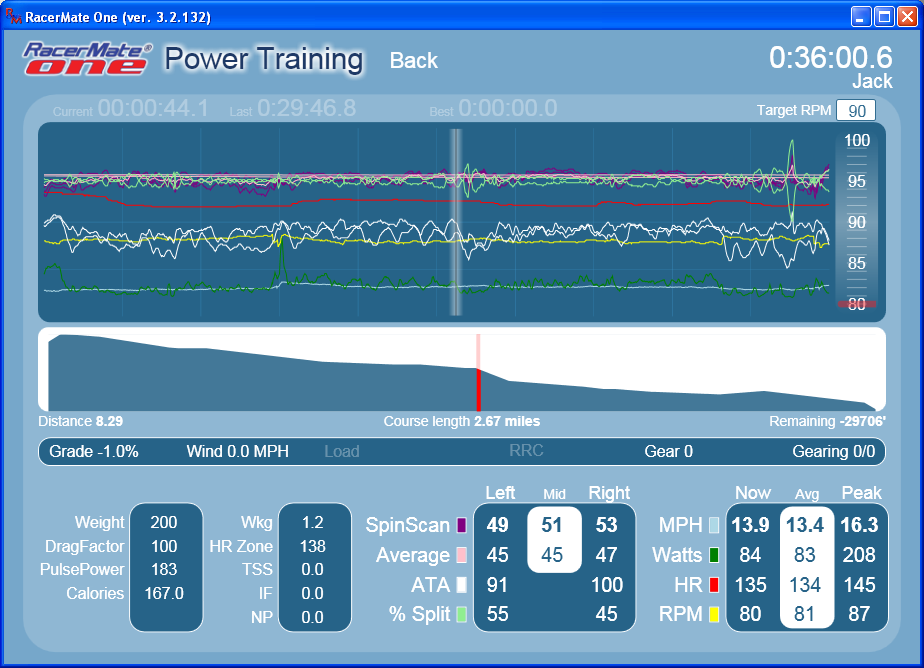 RM RacerMate One (ver. 3.2.132)
RacerMate® one Power Training Back 0:36:00.6
Jack
Current 00:00:44.1 Last 0:29:46.8 Best 0:00:00.0 Target RPM 90
100
95
90
85
80
Distance 8.29 Course length 2.67 miles Remaining -29706'
Grade -1.0% Wind 0.0 MPH Load RRC Gear 0 Gearing 0/0
Left Mid Right Now Avg Peak
Weight 200 Wkg 1.2 SpinScan 49 51 53 MPH 13.9 13.4 16.3
DragFactor 100 HR Zone 138 Average 45 45 47 Watts 84 83 208
PulsePower 183 TSS 0.0 ATA 91 100 HR 135 134 145
Calories 167.0 IF 0.0 % Split 55 45 RPM 80 81 87
NP 0.0